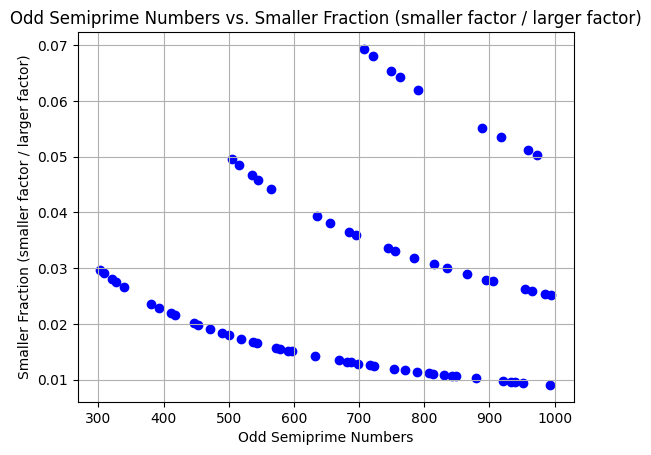 Odd Semiprime Numbers vs. Smaller Fraction (smaller factor / larger factor)
Smaller Fraction (smaller factor / larger factor)
0.07
0.06
0.05
0.04
0.03
0.02
0.01
300 400 500 600 700 800 900 1000
Odd Semiprime Numbers